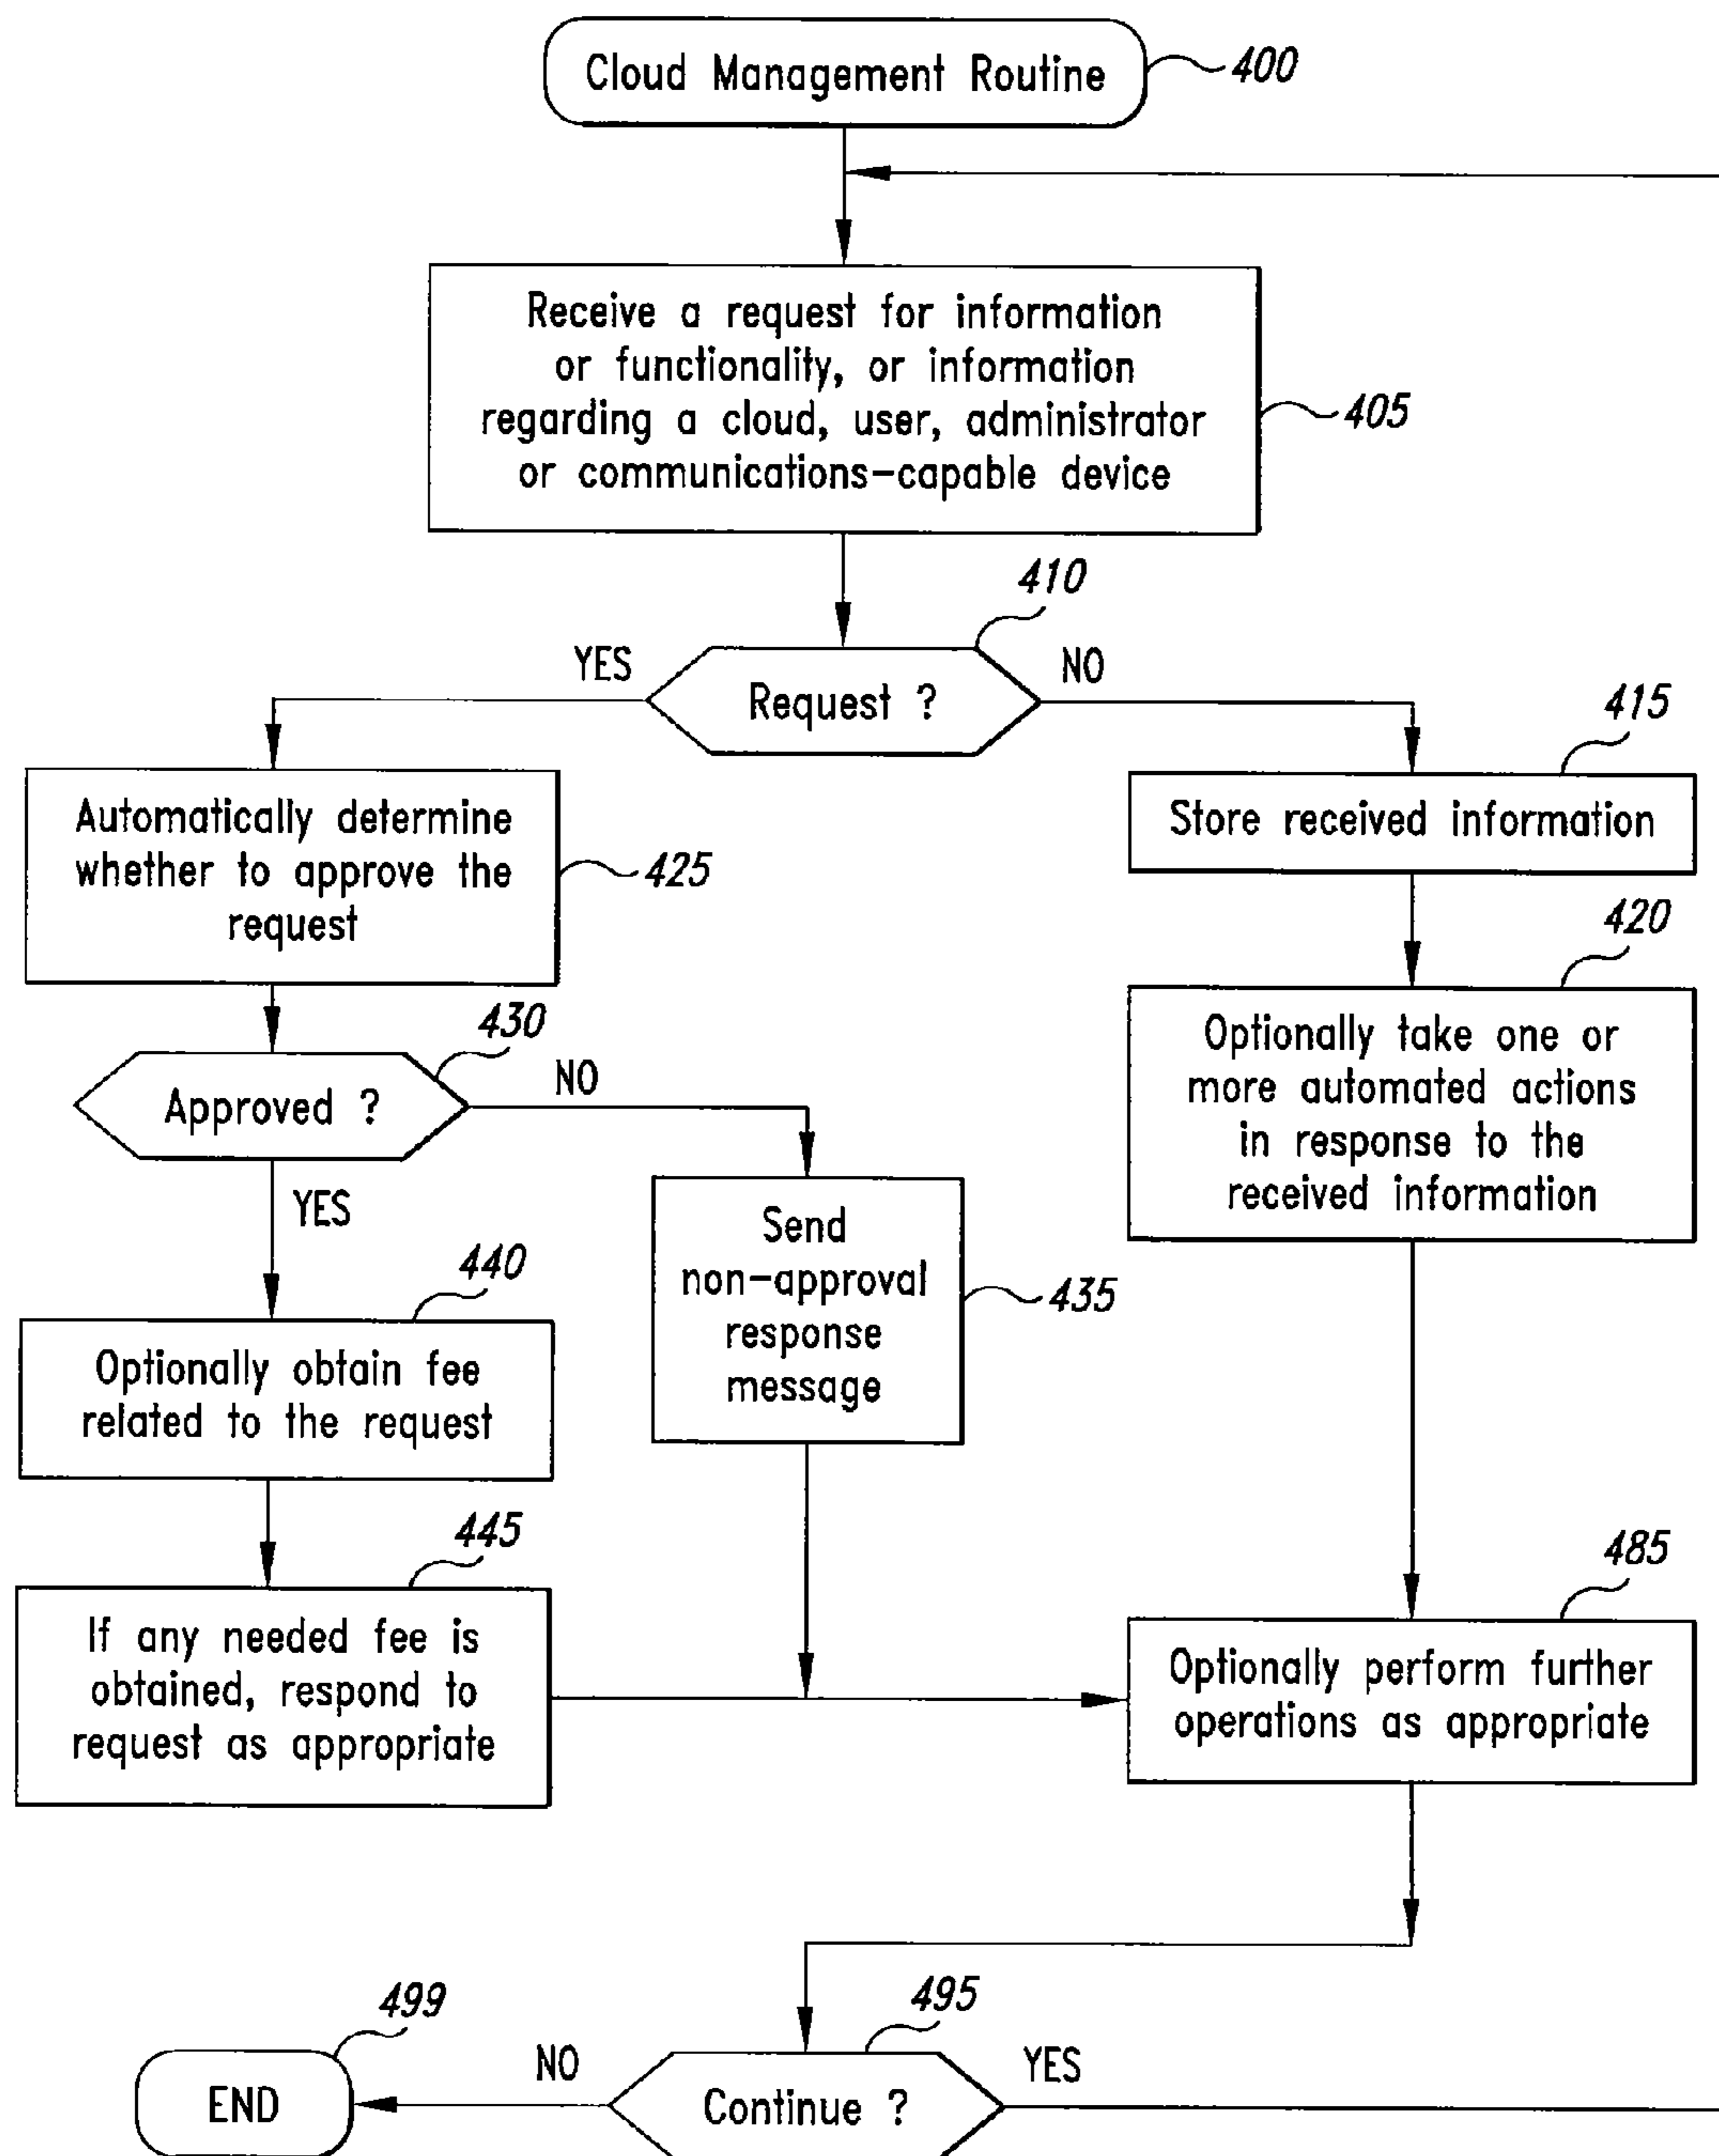 Cloud Management Routine
400
Receive a request for information
or functionality, or information
regarding a cloud, user, administrator
or communications-capable device
405
410
YES
Request ?
NO
415
Automatically determine
whether to approve the
request
425
Store received information
420
430
Approved ?
NO
YES
Optionally take one or
more automated actions
in response to the
received information
Send
non-approval
response
message
435
440
Optionally obtain fee
related to the request
445
If any needed fee is
obtained, respond to
request as appropriate
485
Optionally perform further
operations as appropriate
499
END
NO
495
Continue ?
YES